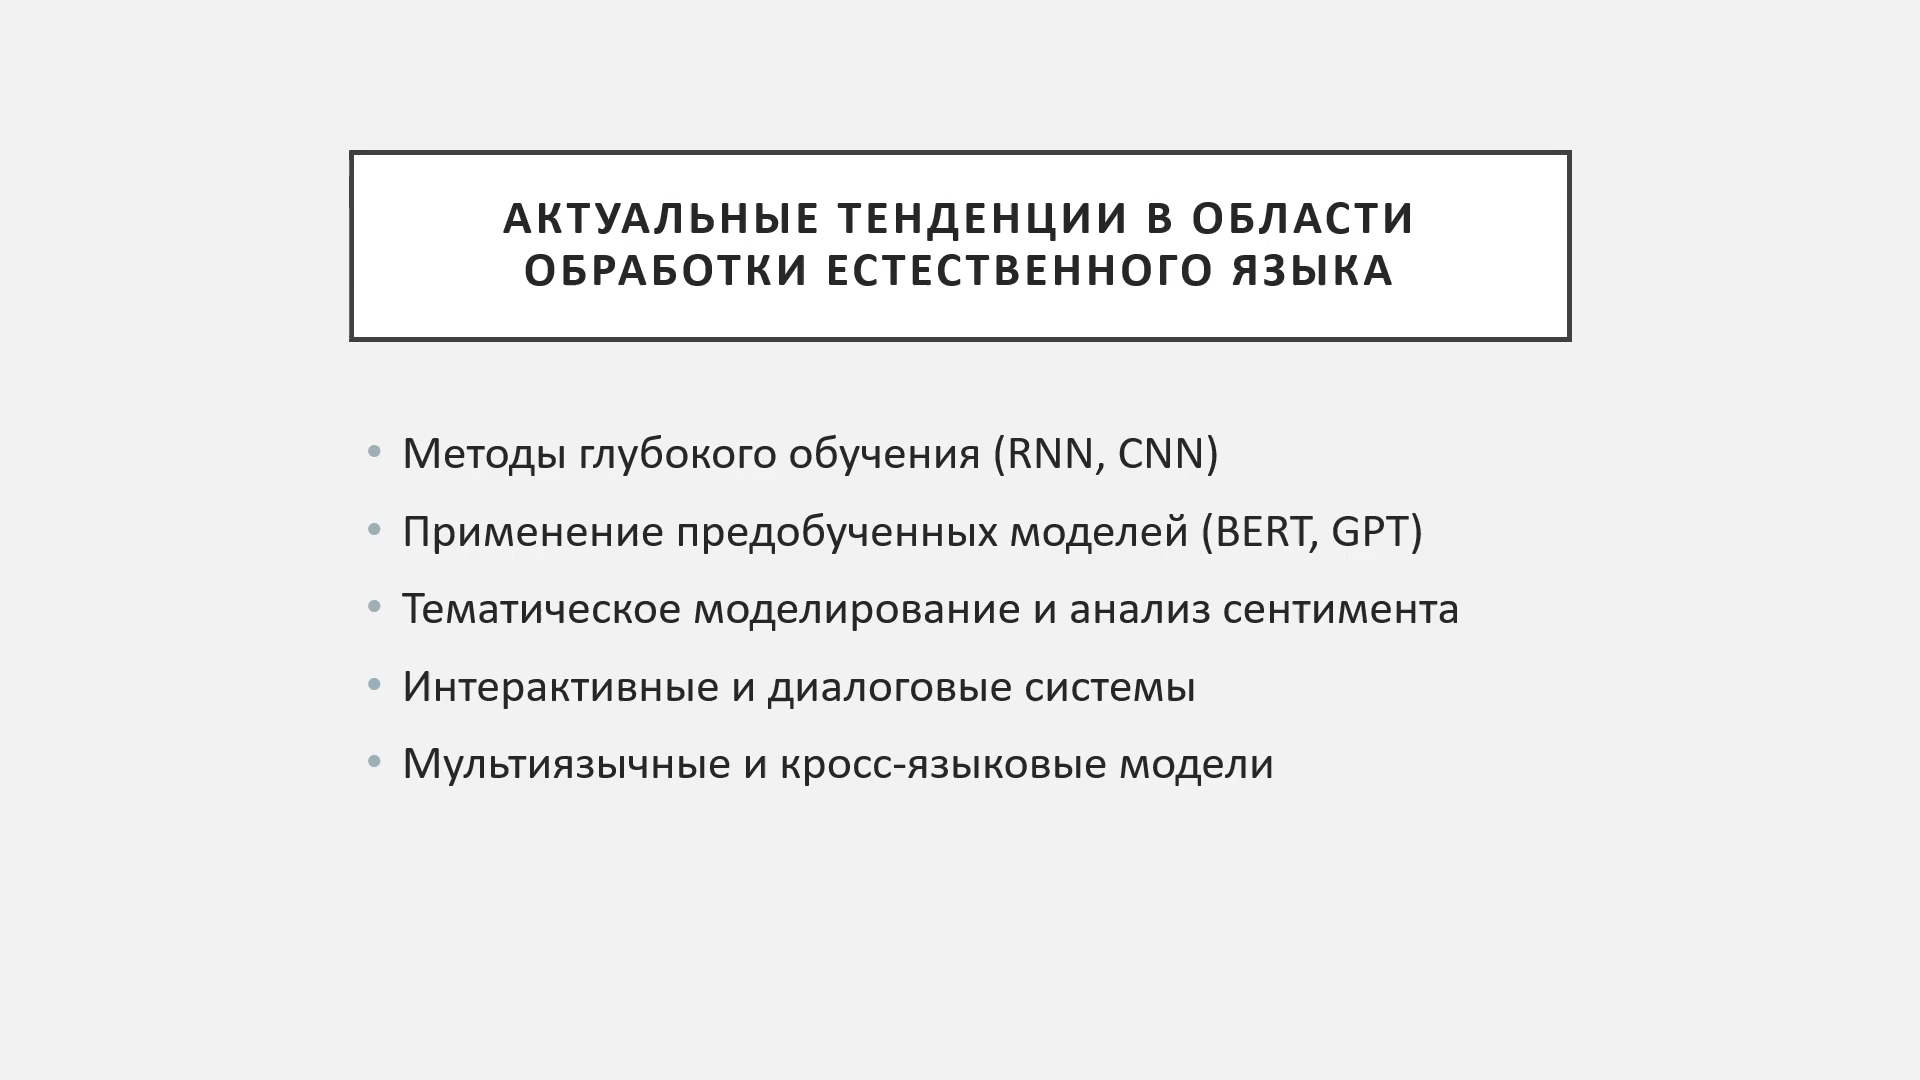 АКТУАЛЬНЫЕ ТЕНДЕНЦИИ В ОБЛАСТИ
ОБРАБОТКИ ЕСТЕСТВЕННОГО ЯЗЫКА
• Методы глубокого обучения (RNN, CNN)
• Применение предобученных моделей (BERT, GPT)
• Тематическое моделирование и анализ сентимента
• Интерактивные и диалоговые системы
• Мультиязычные и кросс-языковые модели